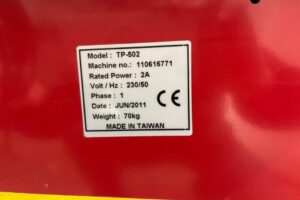 Model : TP-502
Machine no.: 110616771
Rated Power : 2A
Volt / Hz : 230/50
Phase : 1
Date : JUN/2011
Weight : 70kg
CE
MADE IN TAIWAN